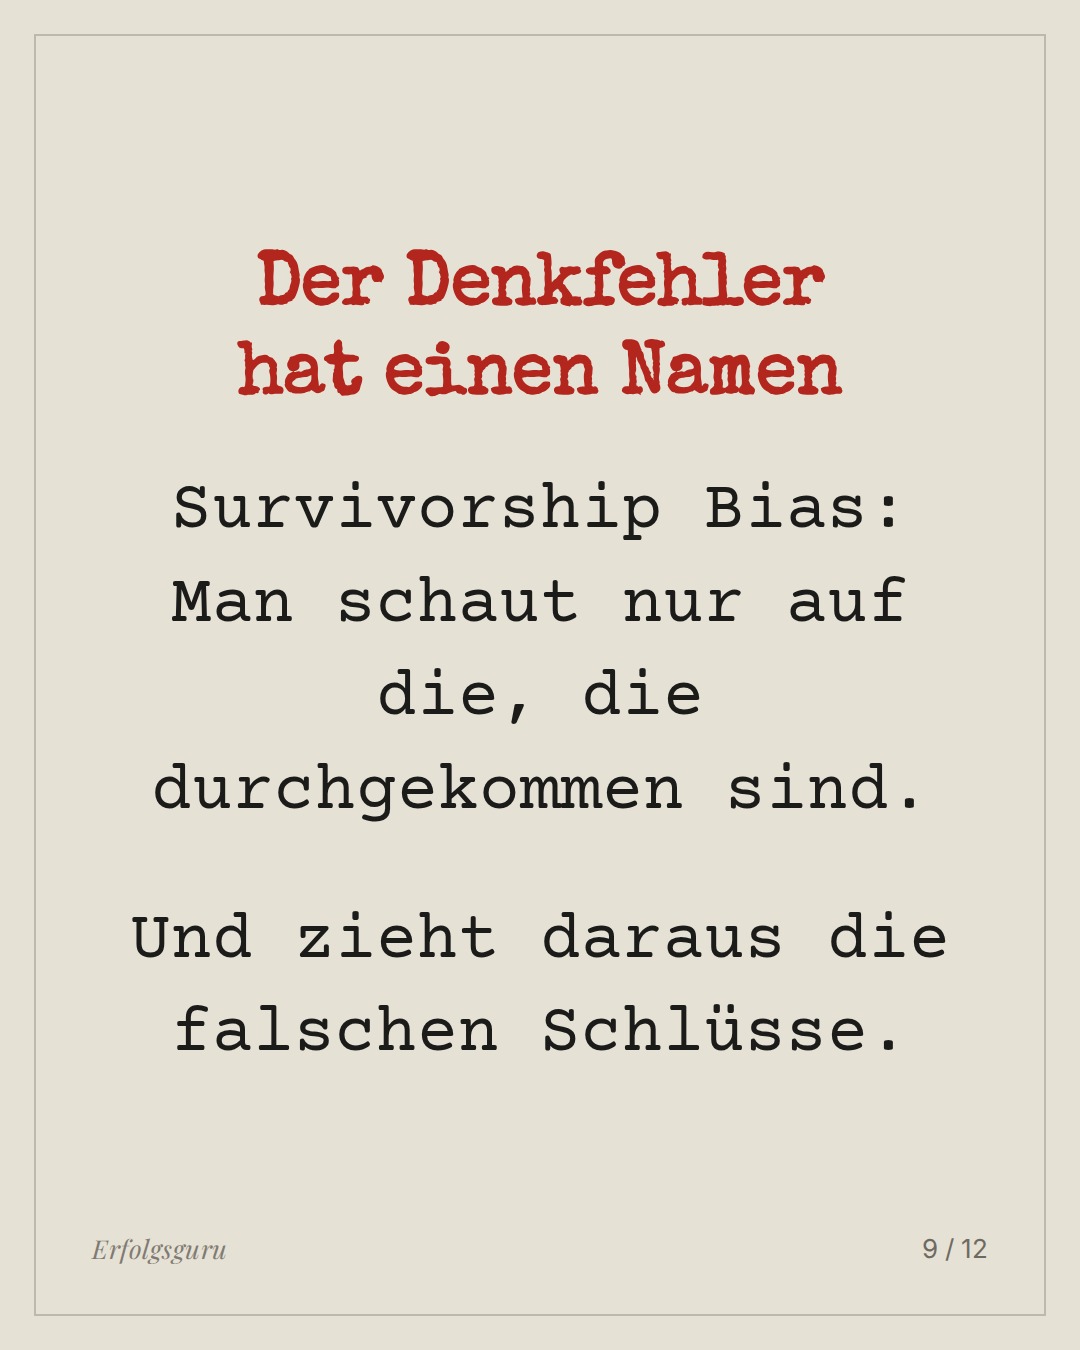 Der Denkfehler
hat einen Namen
Survivorship Bias:
Man schaut nur auf
die, die
durchgekommen sind.
Und zieht daraus die
falschen Schlüsse.
Erfolgsguru
9 / 12